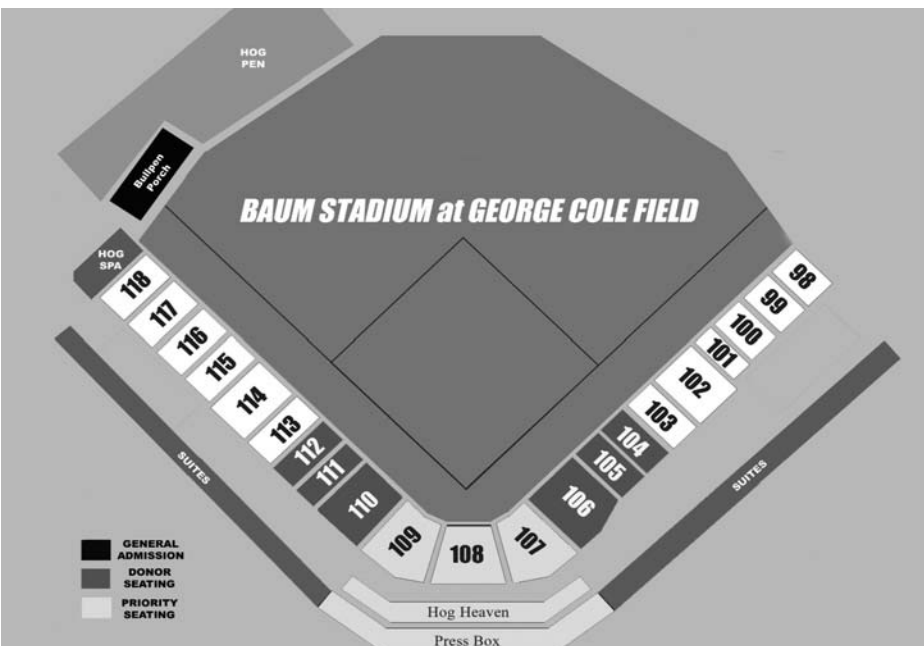 HOG
PEN
Bullpen
Porch
BAUM STADIUM at GEORGE COLE FIELD
HOG
SPA
118
117
116
115
114
113
112
111
110
109
108
107
106
105
104
103
102
101
100
99
98
SUITES
SUITES
GENERAL
ADMISSION
DONOR
SEATING
PRIORITY
SEATING
Hog Heaven
Press Box